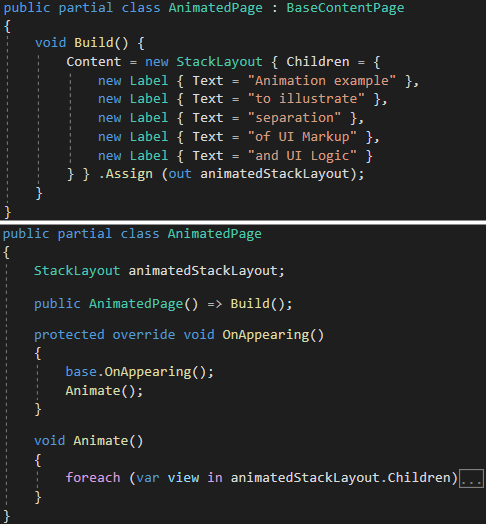 public partial class AnimatedPage : BaseContentPage
{
    void Build() {
        Content = new StackLayout { Children = {
            new Label { Text = "Animation example" },
            new Label { Text = "to illustrate" },
            new Label { Text = "separation" },
            new Label { Text = "of UI Markup" },
            new Label { Text = "and UI Logic" }
        } } .Assign (out animatedStackLayout);
    }
}
public partial class AnimatedPage
{
    StackLayout animatedStackLayout;
    public AnimatedPage() => Build();
    protected override void OnAppearing()
    {
        base.OnAppearing();
        Animate();
    }
    void Animate()
    {
        foreach (var view in animatedStackLayout.Children)...
    }
}